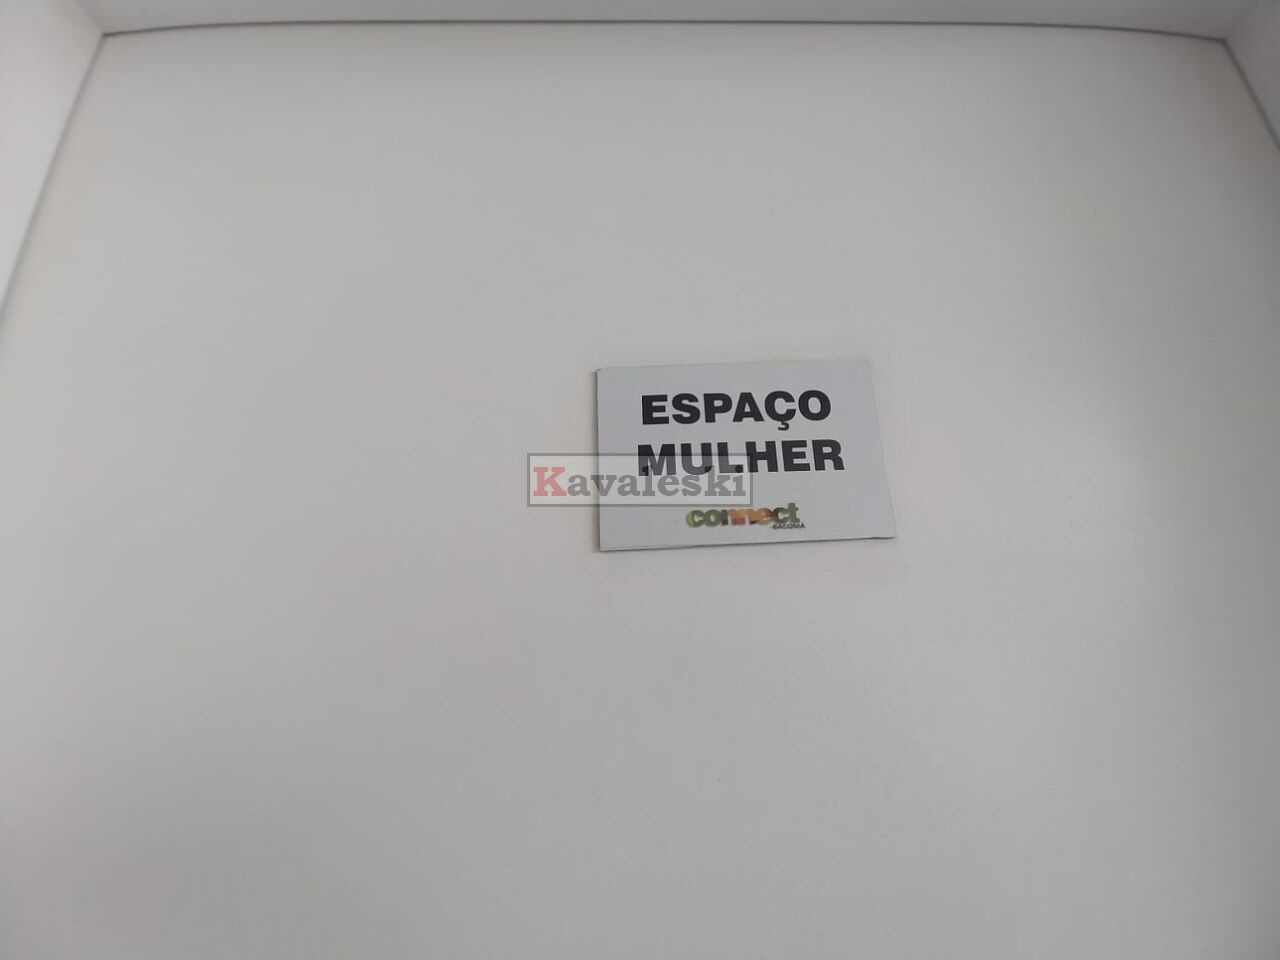 ESPAÇO
MULHER
Kavaleski
connect
SACOMÃ